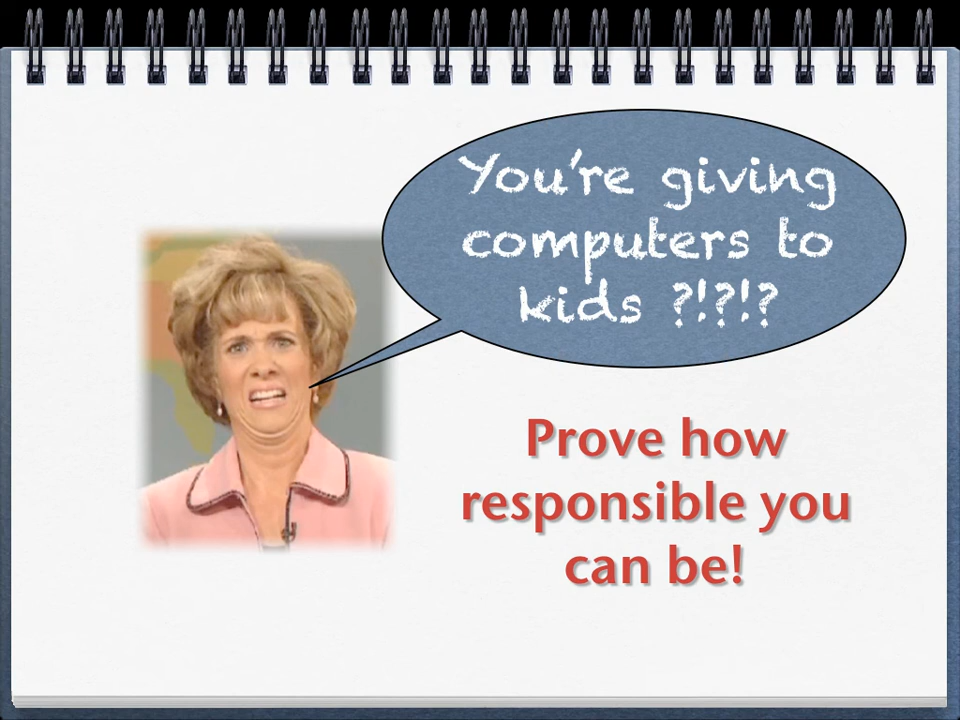 You're giving
computers to
kids ?!?!?
Prove how
responsible you
can be!